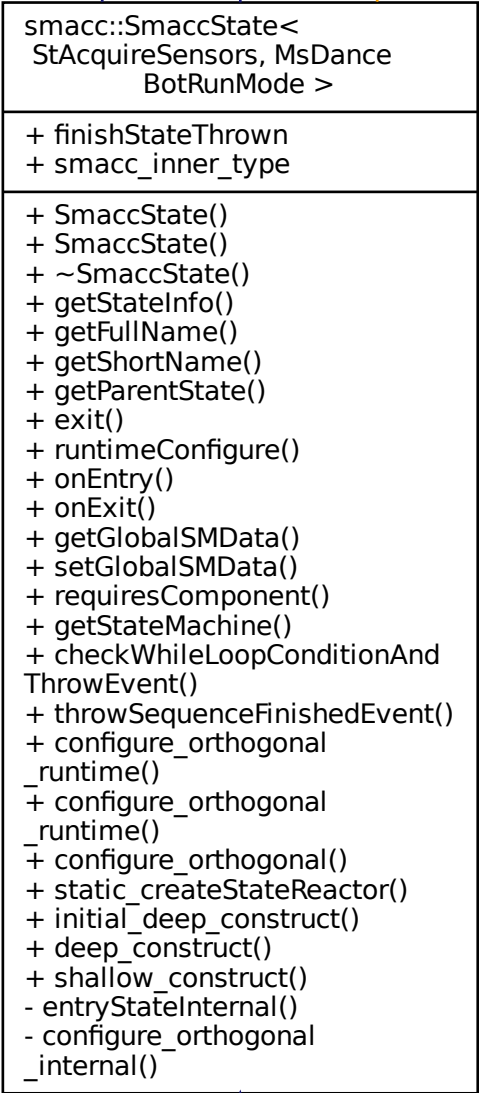 smacc::SmaccState<
StAcquireSensors, MsDance
BotRunMode >
+ finishStateThrown
+ smacc_inner_type
+ SmaccState()
+ SmaccState()
+ ~SmaccState()
+ getStateInfo()
+ getFullName()
+ getShortName()
+ getParentState()
+ exit()
+ runtimeConfigure()
+ onEntry()
+ onExit()
+ getGlobalSMData()
+ setGlobalSMData()
+ requiresComponent()
+ getStateMachine()
+ checkWhileLoopConditionAnd
ThrowEvent()
+ throwSequenceFinishedEvent()
+ configure_orthogonal
_runtime()
+ configure_orthogonal
_runtime()
+ configure_orthogonal()
+ static_createStateReactor()
+ initial_deep_construct()
+ deep_construct()
+ shallow_construct()
- entryStateInternal()
- configure_orthogonal
_internal()